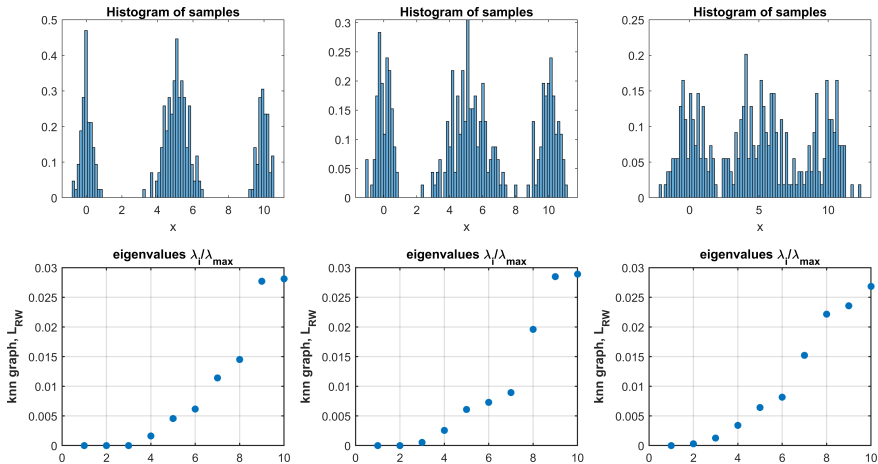 Histogram of samples
0.5
0.4
0.3
0.2
0.1
0
0 2 4 6 8 10
x
Histogram of samples
0.3
0.25
0.2
0.15
0.1
0.05
0
0 2 4 6 8 10
x
Histogram of samples
0.25
0.2
0.15
0.1
0.05
0
0 5 10
x
eigenvalues λi/λmax
knn graph, LRW
0.03
0.025
0.02
0.015
0.01
0.005
0
0 2 4 6 8 10
eigenvalues λi/λmax
knn graph, LRW
0.03
0.025
0.02
0.015
0.01
0.005
0
0 2 4 6 8 10
eigenvalues λi/λmax
knn graph, LRW
0.03
0.025
0.02
0.015
0.01
0.005
0
0 2 4 6 8 10